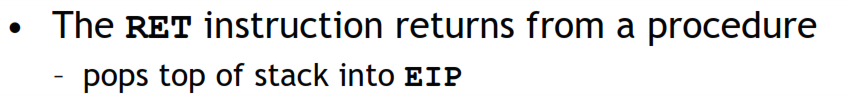 • The RET instruction returns from a procedure
– pops top of stack into EIP